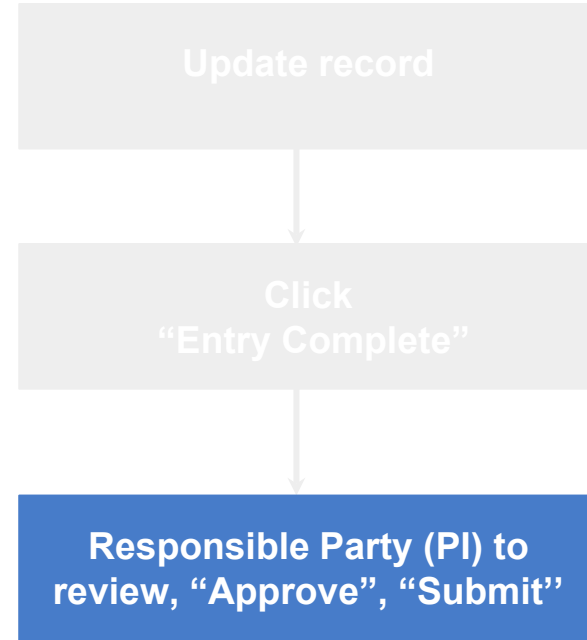 Update record
Click
“Entry Complete”
Responsible Party (PI) to
review, “Approve”, “Submit’’